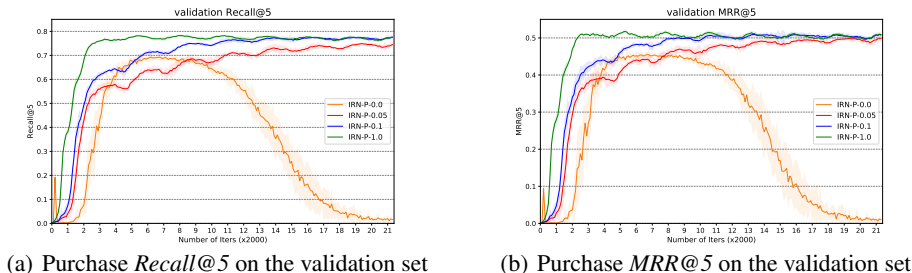 validation Recall@5
0.8
0.7
0.6
0.5
0.4
0.3
0.2
0.1
0.0
Recall@5
IRN-P-0.0
IRN-P-0.05
IRN-P-0.1
IRN-P-1.0
0 1 2 3 4 5 6 7 8 9 10 11 12 13 14 15 16 17 18 19 20 21
Number of Iters (x2000)
(a) Purchase Recall@5 on the validation set
validation MRR@5
0.5
0.4
0.3
0.2
0.1
0.0
MRR@5
IRN-P-0.0
IRN-P-0.05
IRN-P-0.1
IRN-P-1.0
0 1 2 3 4 5 6 7 8 9 10 11 12 13 14 15 16 17 18 19 20 21
Number of Iters (x2000)
(b) Purchase MRR@5 on the validation set